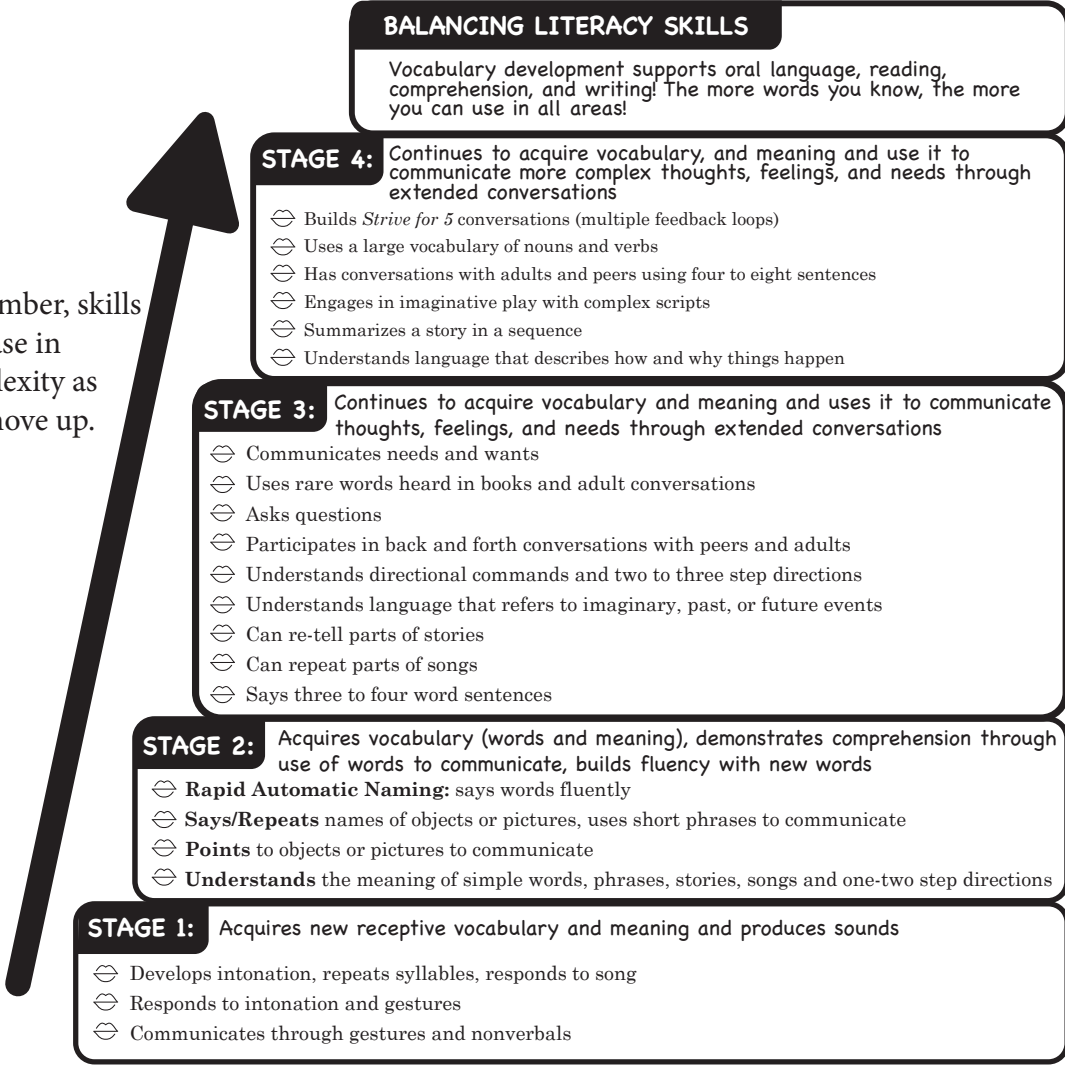 BALANCING LITERACY SKILLS
Vocabulary development supports oral language, reading,
comprehension, and writing! The more words you know, the more
you can use in all areas!
STAGE 4: Continues to acquire vocabulary, and meaning and use it to
communicate more complex thoughts, feelings, and needs through
extended conversations
Builds Strive for 5 conversations (multiple feedback loops)
Uses a large vocabulary of nouns and verbs
Has conversations with adults and peers using four to eight sentences
Engages in imaginative play with complex scripts
Summarizes a story in a sequence
Understands language that describes how and why things happen
mber, skills
se in
lexity as
ove up.
STAGE 3: Continues to acquire vocabulary and meaning and uses it to communicate
thoughts, feelings, and needs through extended conversations
Communicates needs and wants
Uses rare words heard in books and adult conversations
Asks questions
Participates in back and forth conversations with peers and adults
Understands directional commands and two to three step directions
Understands language that refers to imaginary, past, or future events
Can re-tell parts of stories
Can repeat parts of songs
Says three to four word sentences
STAGE 2: Acquires vocabulary (words and meaning), demonstrates comprehension through
use of words to communicate, builds fluency with new words
Rapid Automatic Naming: says words fluently
Says/Repeats names of objects or pictures, uses short phrases to communicate
Points to objects or pictures to communicate
Understands the meaning of simple words, phrases, stories, songs and one-two step directions
STAGE 1: Acquires new receptive vocabulary and meaning and produces sounds
Develops intonation, repeats syllables, responds to song
Responds to intonation and gestures
Communicates through gestures and nonverbals